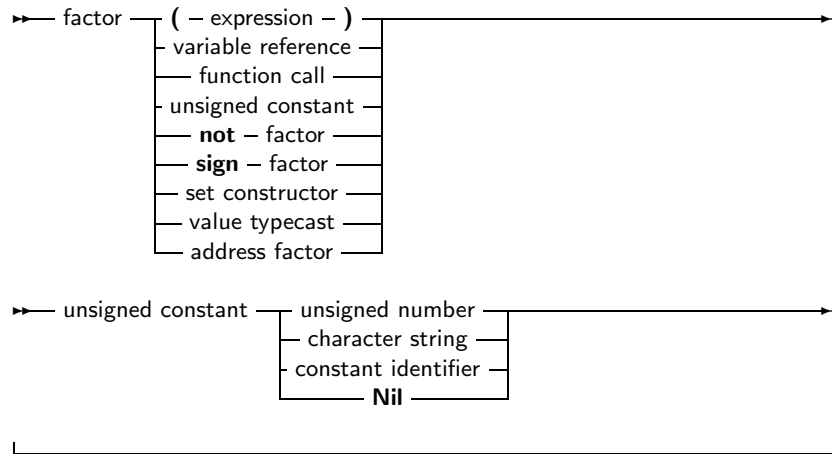 factor ( expression )
variable reference
function call
unsigned constant
not factor
sign factor
set constructor
value typecast
address factor
unsigned constant unsigned number
character string
constant identifier
Nil